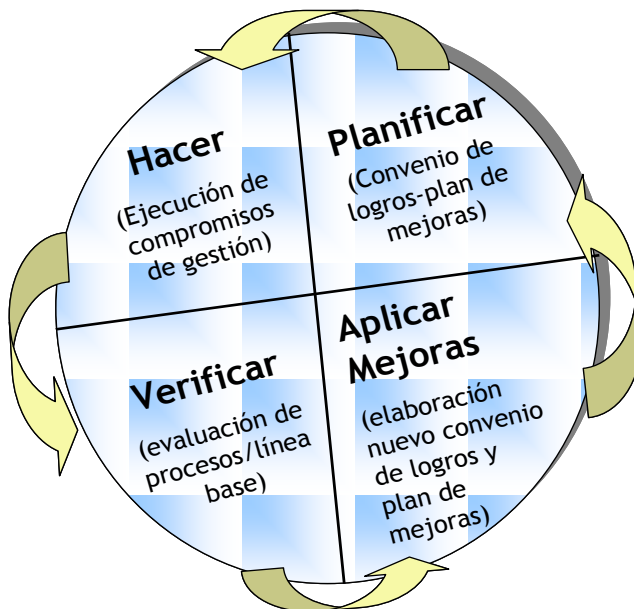 Hacer
(Ejecución de
compromisos
de gestión)
Planificar
(Convenio de
logros-plan de
mejoras)
Verificar
(evaluación de
procesos/línea
base)
Aplicar
Mejoras
(elaboración
nuevo convenio
de logros y
plan de
mejoras)